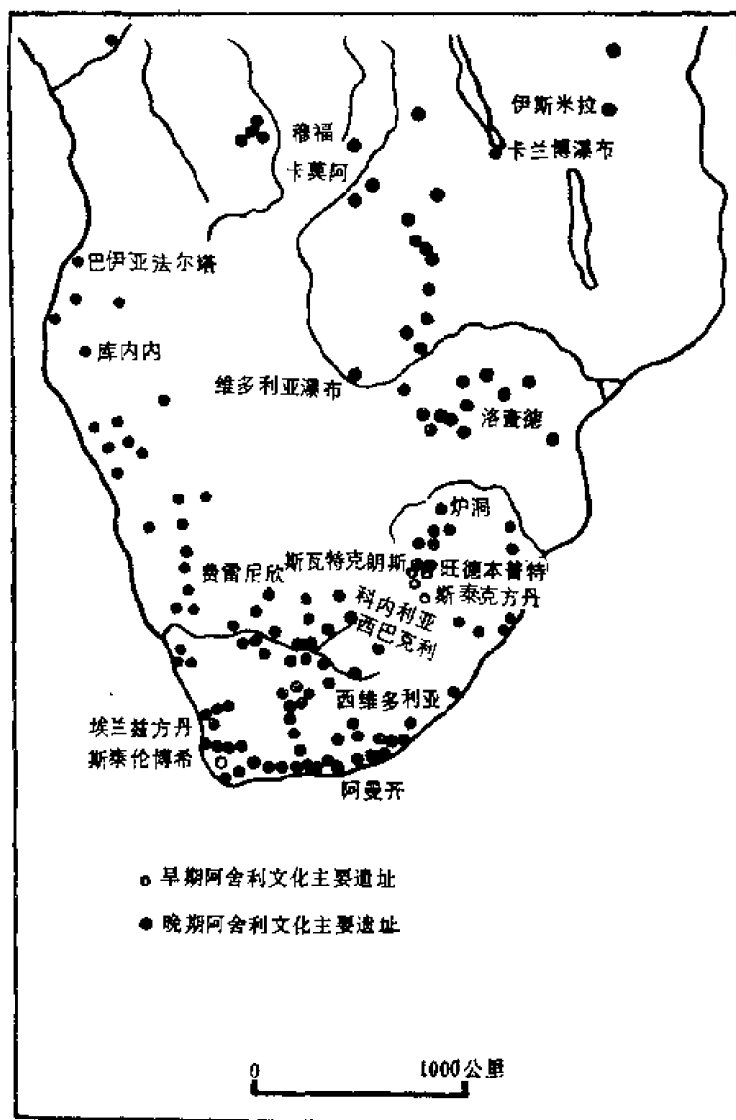 伊斯米拉
穆福
卡兰博瀑布
卡莫阿
巴伊亚法尔塔
库内内
维多利亚瀑布
洛查德
炉洞
斯瓦特克朗斯
旺德本普特
费雷尼欣
斯泰克方丹
科内利亚
西巴克利
西维多利亚
埃兰兹方丹
斯泰伦博希
阿曼齐
早期阿舍利文化主要遗址
晚期阿舍利文化主要遗址
0 1000公里